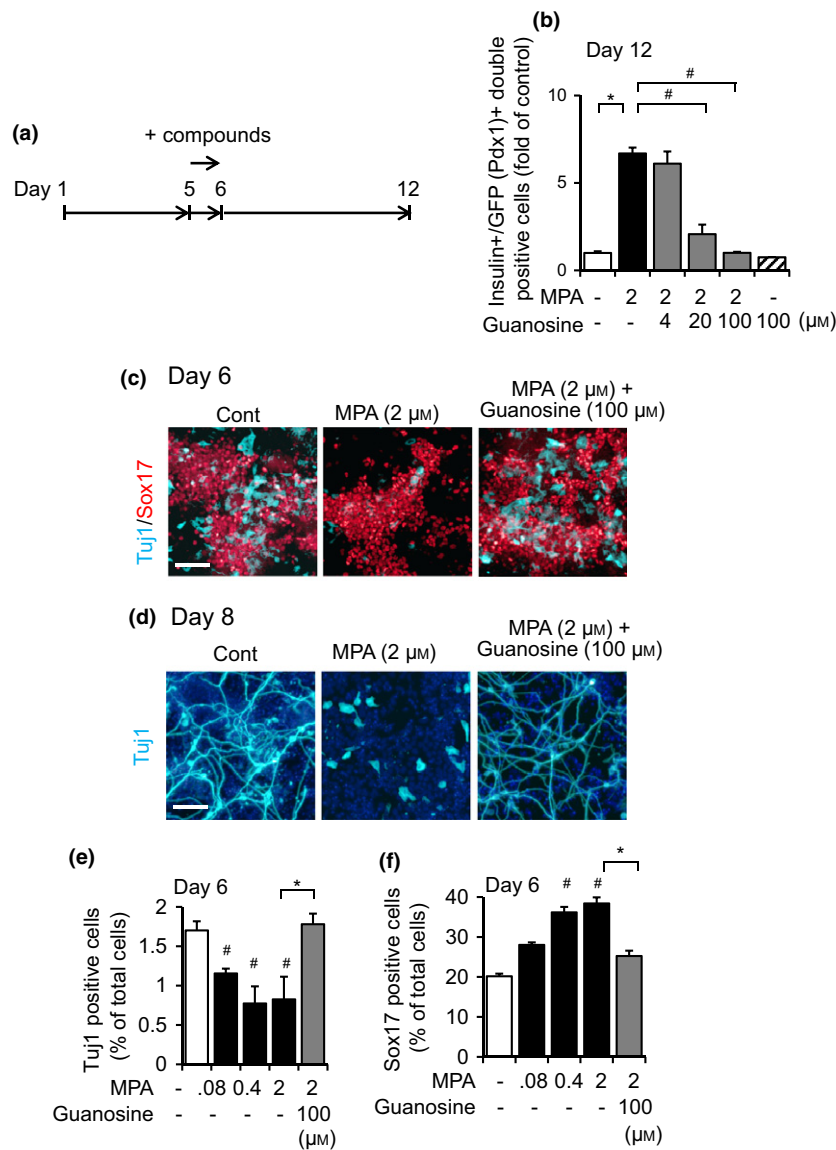 (a)
+ compounds
Day 1 5 6 12
(b)
Day 12
Insulin+/GFP (Pdx1)+ double
positive cells (fold of control)
10
5
0
*
#
#
MPA - 2 2 2 2 -
Guanosine - - 4 20 100 100 (μM)
(c) Day 6
Cont
MPA (2 μM)
MPA (2 μM) +
Guanosine (100 μM)
Tuj1/Sox17
(d) Day 8
Cont
MPA (2 μM)
MPA (2 μM) +
Guanosine (100 μM)
Tuj1
(e)
Day 6
Tuj1 positive cells
(% of total cells)
2
1.5
1
0.5
0
# # #
*
MPA - .08 0.4 2 2
Guanosine - - - - 100
(μM)
(f)
Day 6
Sox17 positive cells
(% of total cells)
40
30
20
10
0
# #
*
MPA - .08 0.4 2 2
Guanosine - - - - 100
(μM)